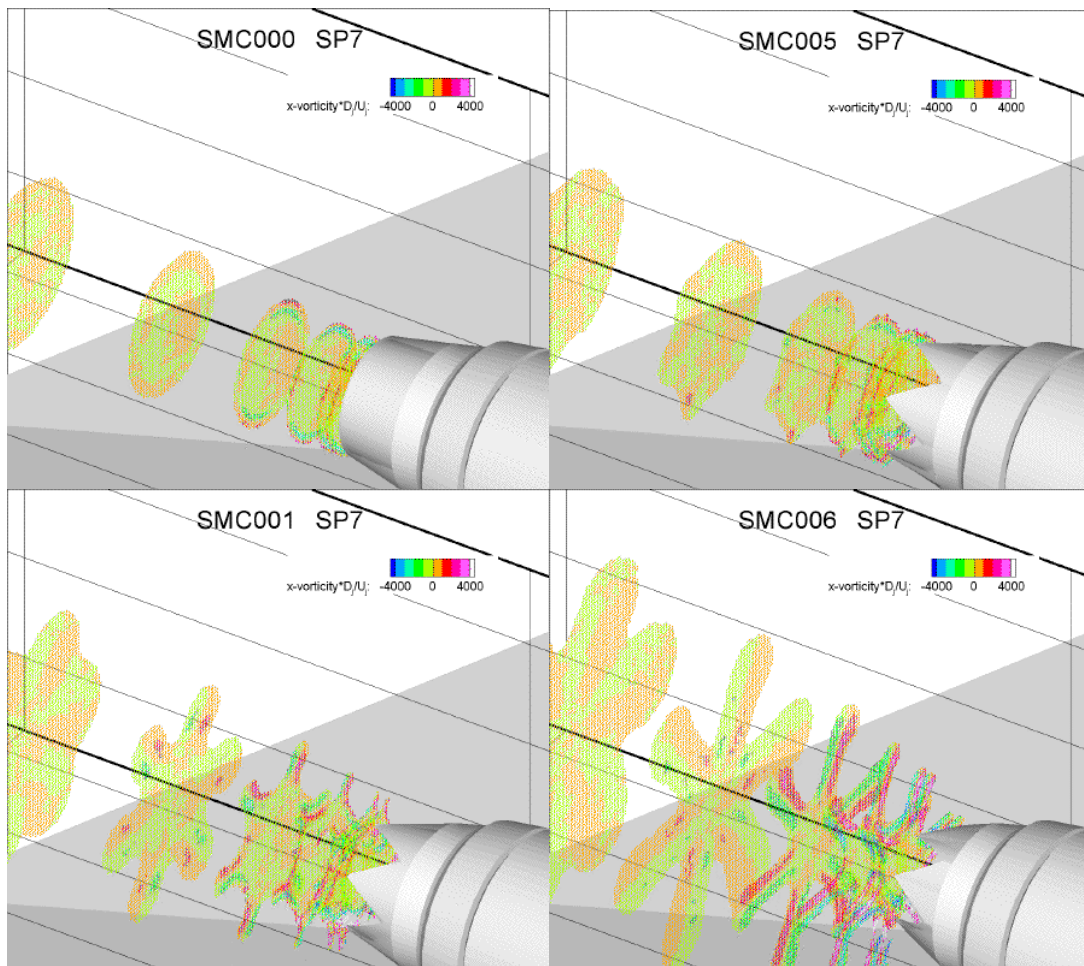 SMC000 SP7
-4000 0 4000
x-vorticity*Dj/Uj:
SMC005 SP7
x-vorticity*Dj/Uj: -4000 0 4000
SMC001 SP7
x-vorticity*Dj/Uj: -4000 0 4000
SMC006 SP7
x-vorticity*Dj/Uj: -4000 0 4000